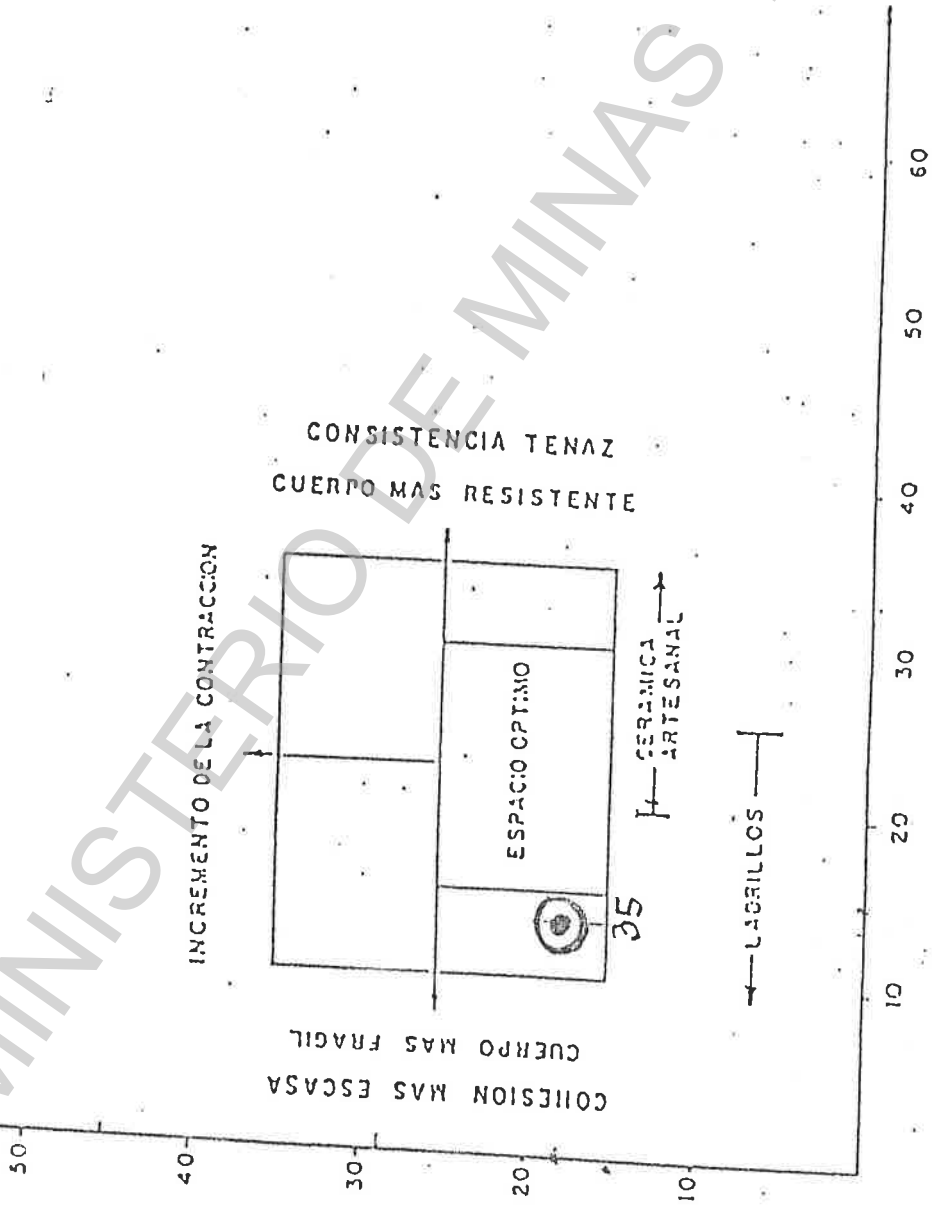 MINISTERIO DE MINAS
INCREMENTO DE LA CONTRACCION
CONSISTENCIA TENAZ
CUERPO MAS RESISTENTE
ESPACIO OPTIMO
35
CERAMICA
ARTESANAL
LADRILLOS
CUERPO MAS FRAGIL
COHESION MAS ESCASA
50
40
30
20
10
10
20
30
40
50
60